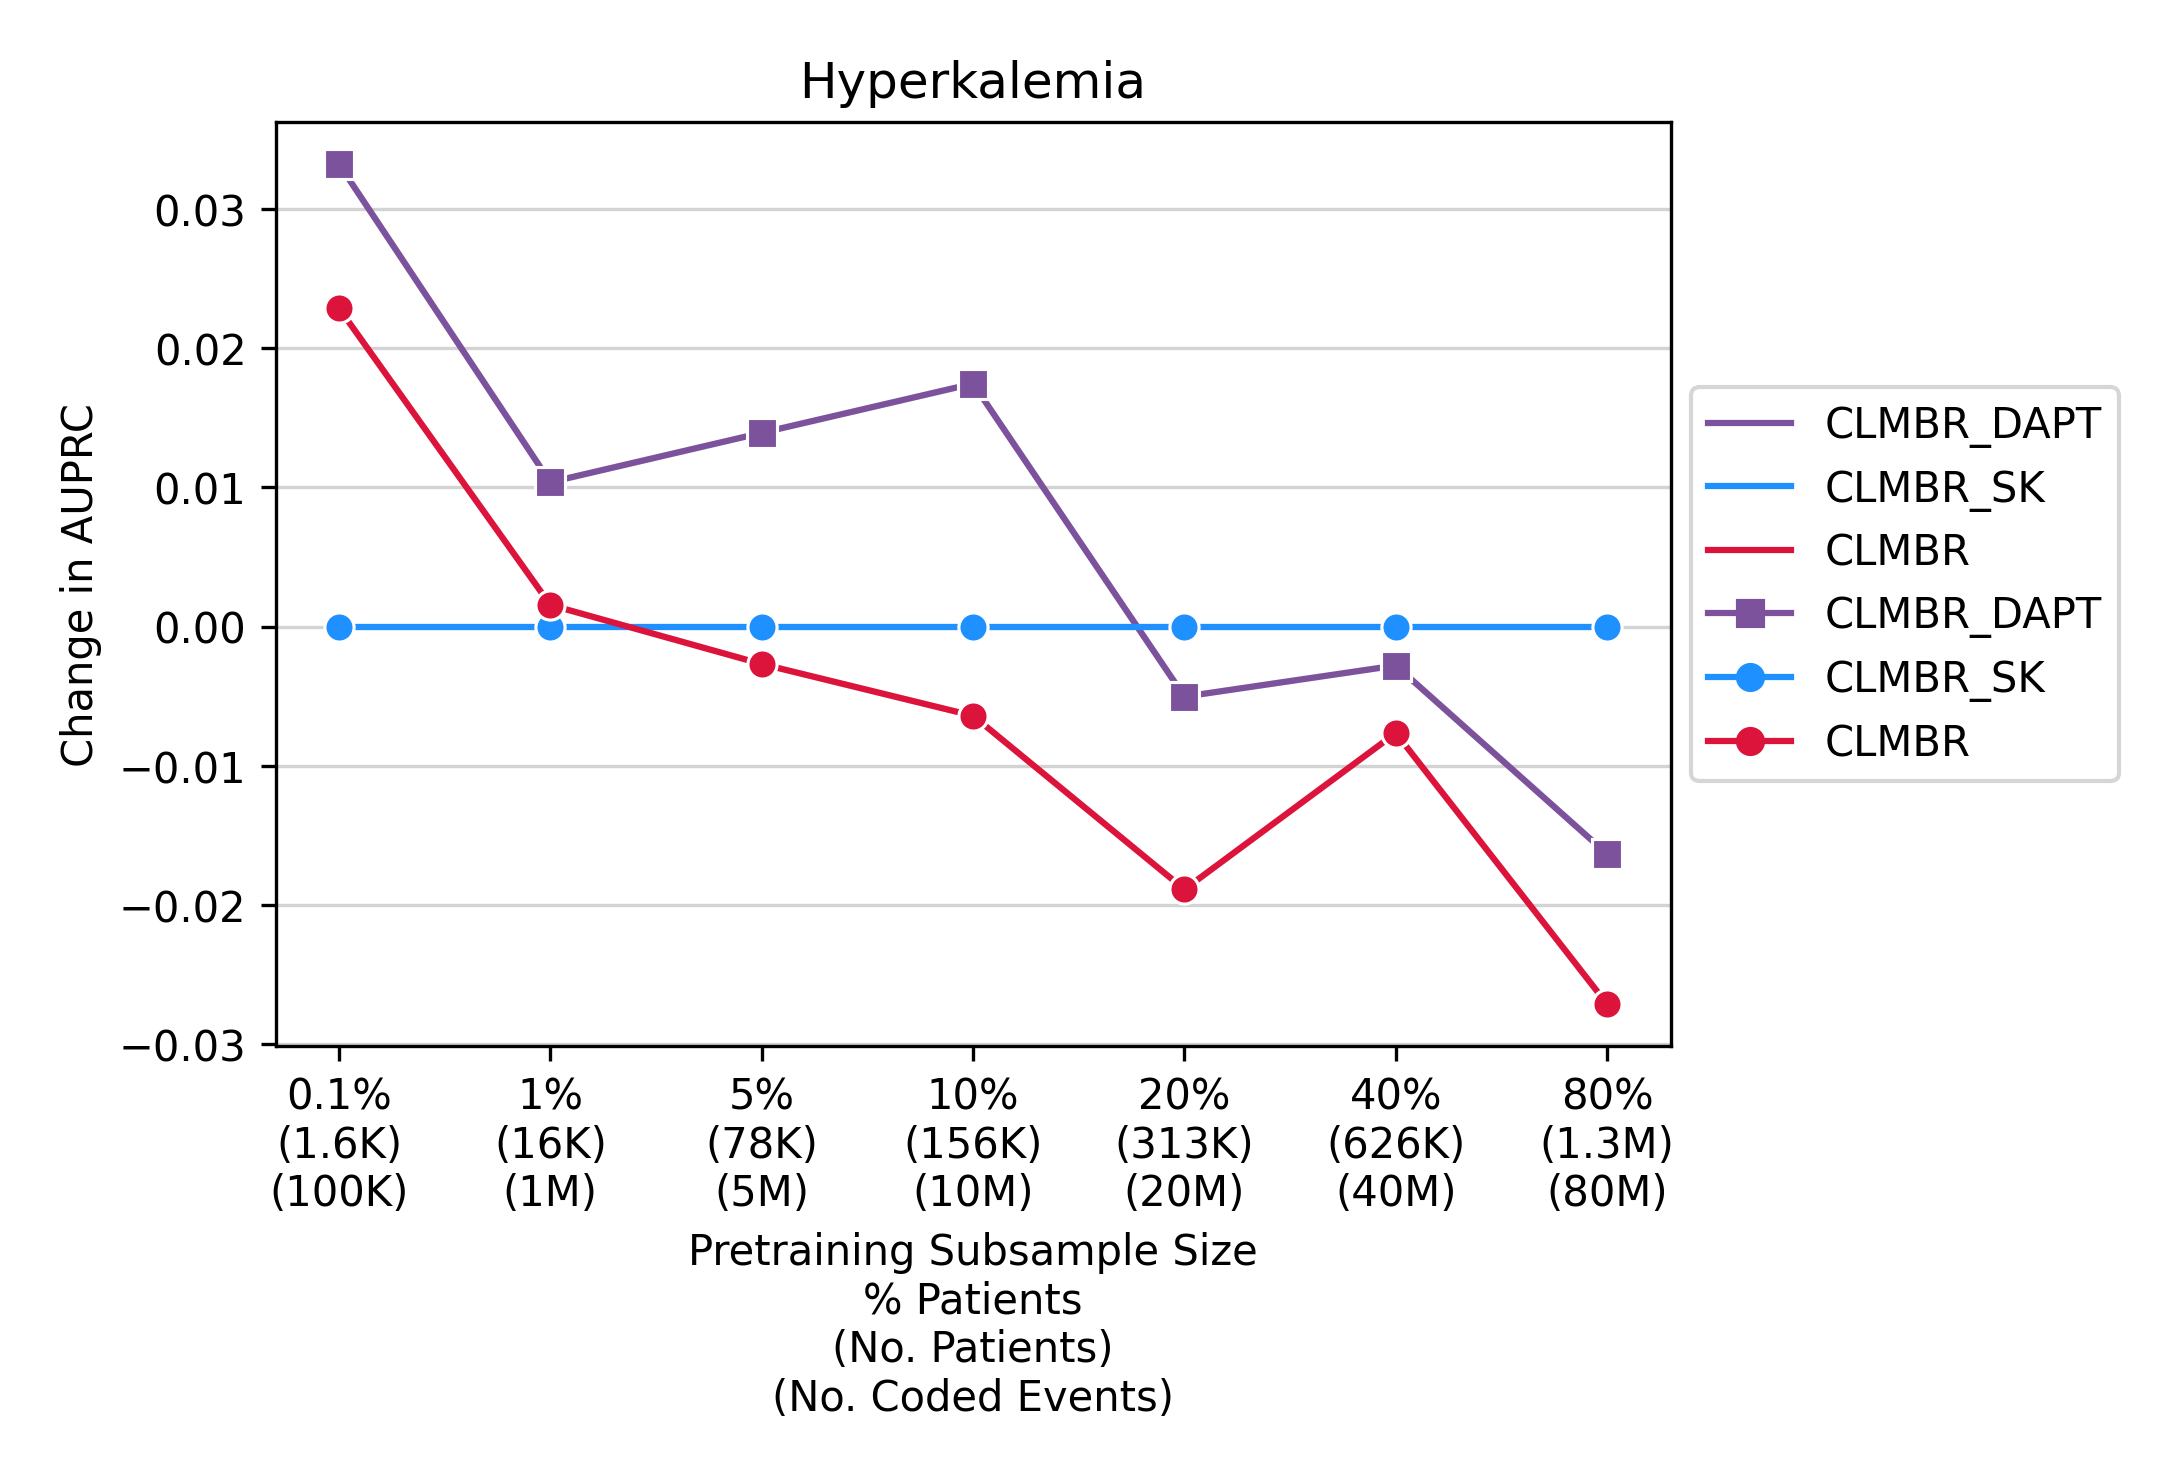 Hyperkalemia
Change in AUPRC
0.03
0.02
0.01
0.00
−0.01
−0.02
−0.03
0.1% 1% 5% 10% 20% 40% 80%
(1.6K) (16K) (78K) (156K) (313K) (626K) (1.3M)
(100K) (1M) (5M) (10M) (20M) (40M) (80M)
Pretraining Subsample Size
% Patients
(No. Patients)
(No. Coded Events)
CLMBR_DAPT
CLMBR_SK
CLMBR
CLMBR_DAPT
CLMBR_SK
CLMBR